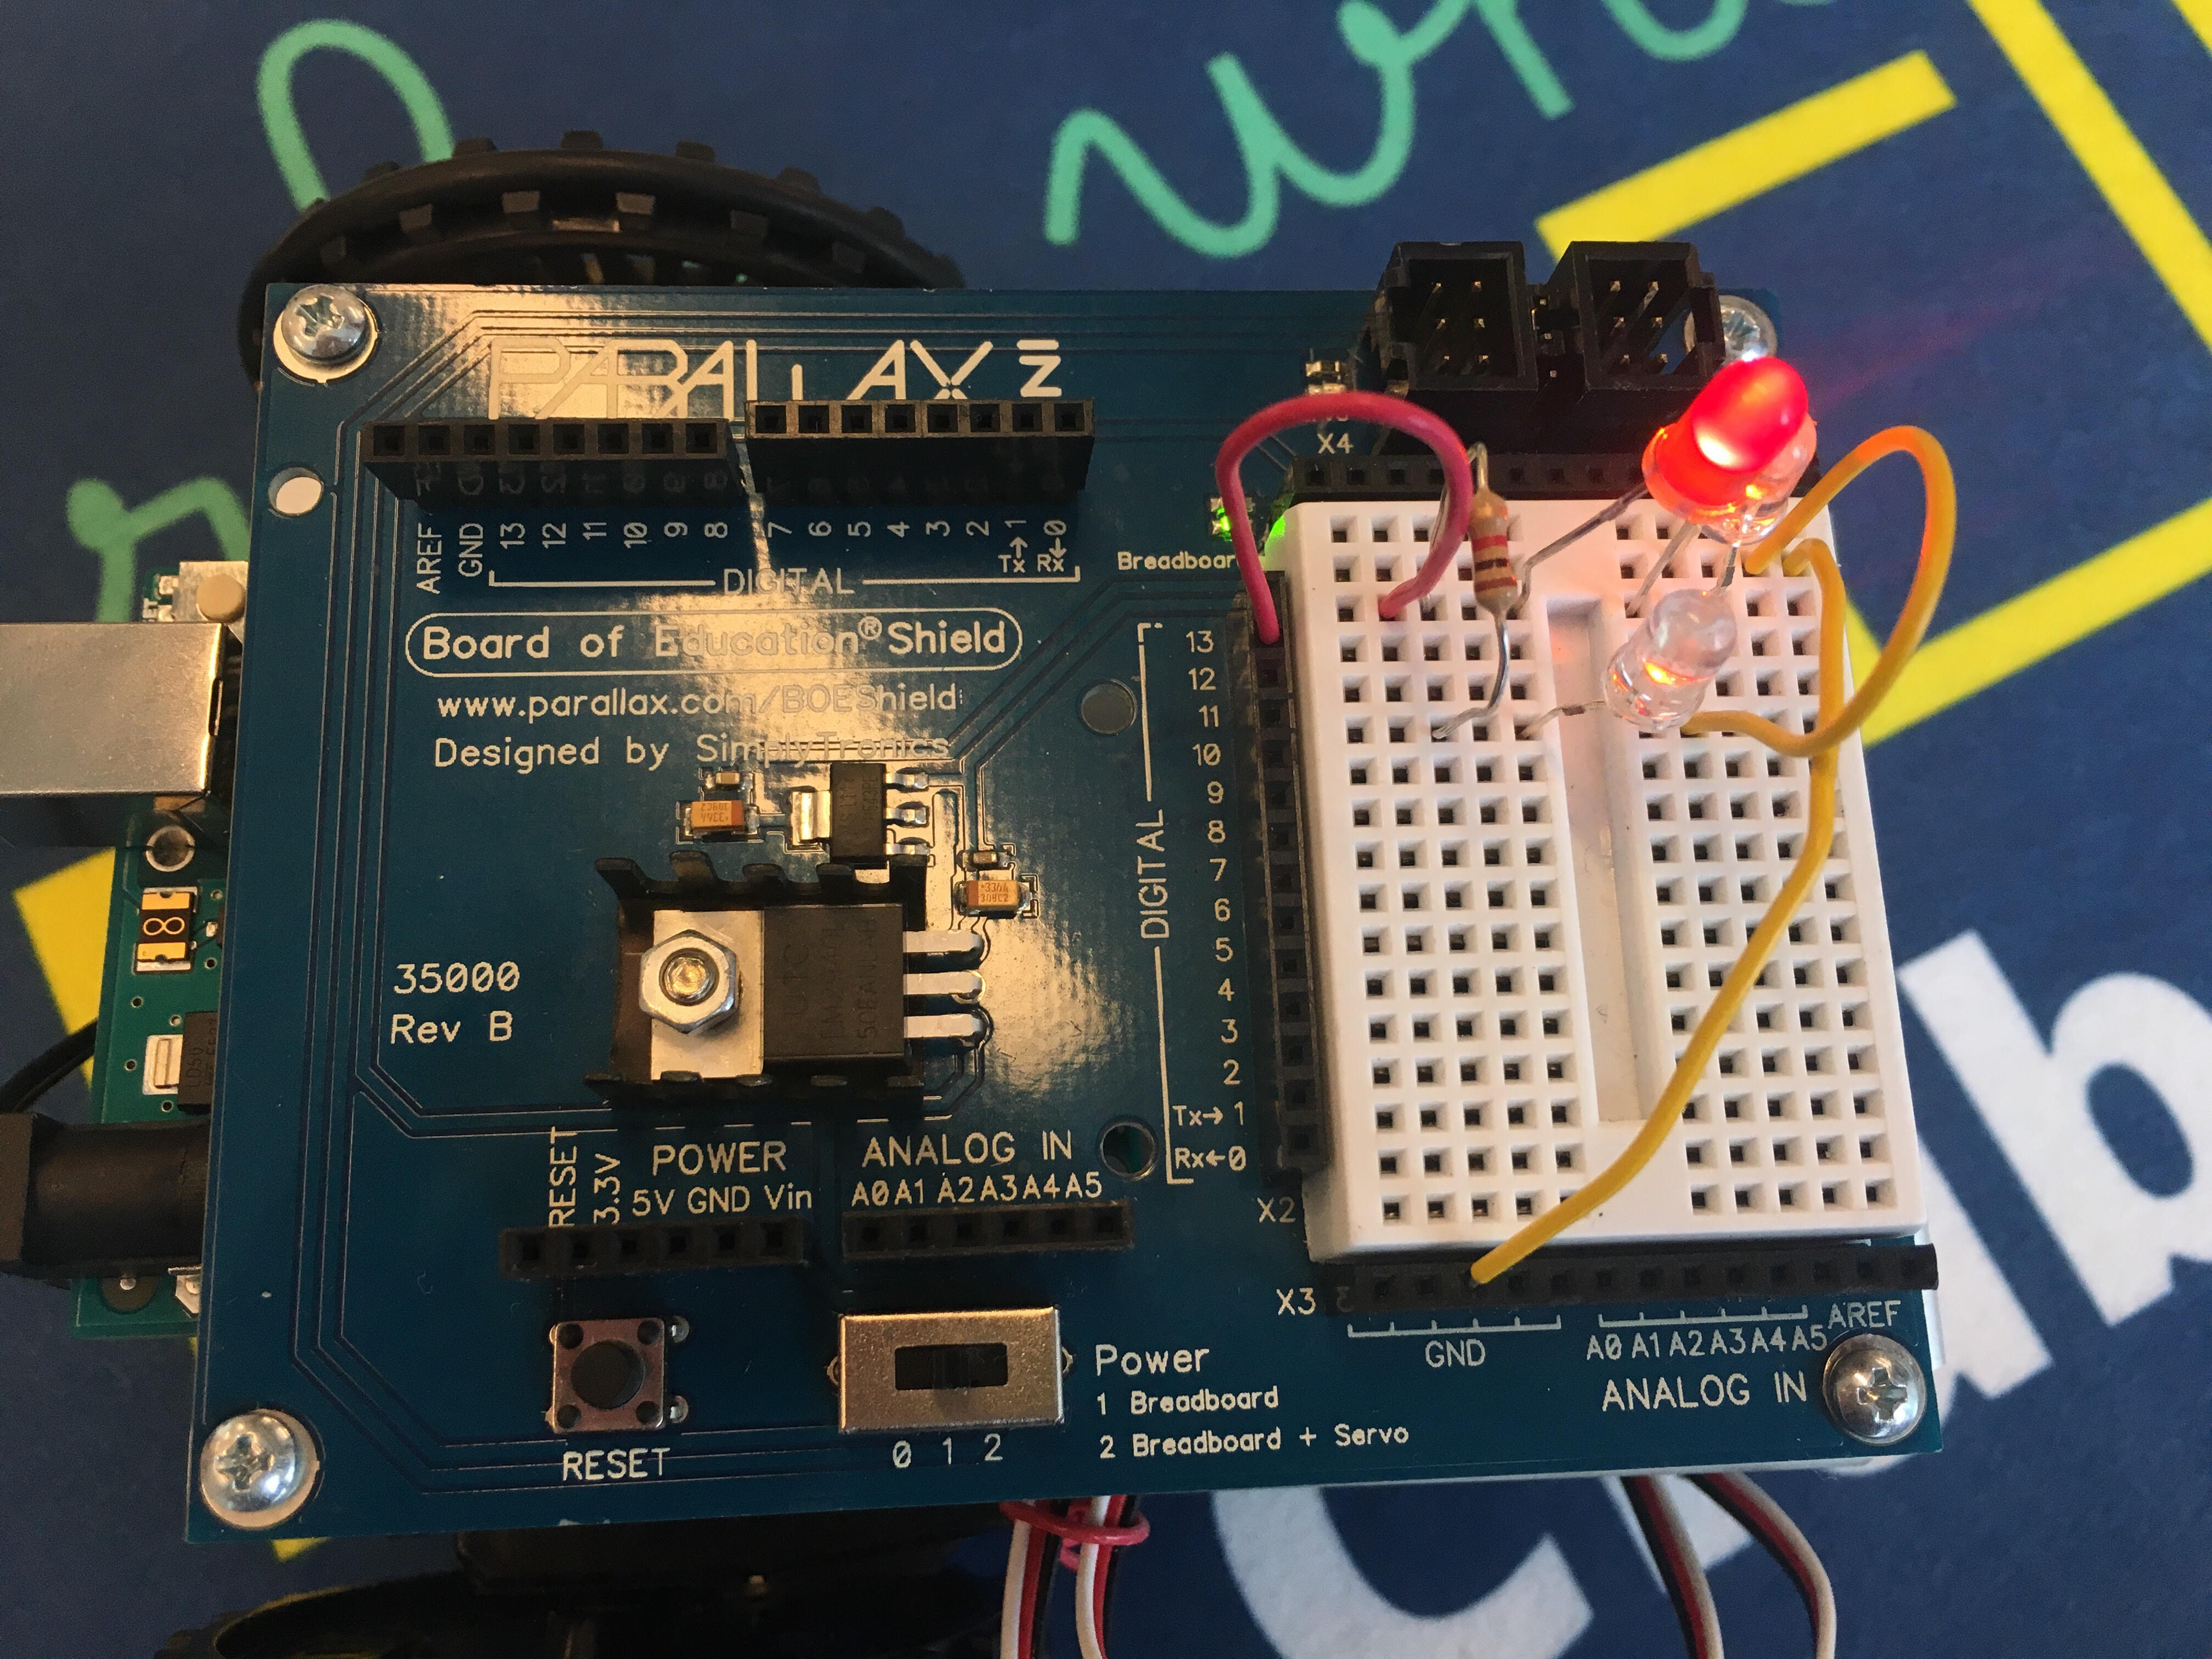 PARALLAX
X4
AREF GND 13 12 11 10 9 8 7 6 5 4 3 2 Tx→1 Rx←0
DIGITAL
Board of Education® Shield
www.parallax.com/BOEShield
Designed by SimplyTronics
13
12
11
10
9
8
7
6
5
4
3
2
Tx→ 1
Rx←0
DIGITAL
8
35000
Rev B
RESET 3.3V 5V GND Vin
POWER
ANALOG IN
A0 A1 A2 A3 A4 A5
X2
X3
GND
A0 A1 A2 A3 A4 A5 AREF
ANALOG IN
RESET
0 1 2
Power
1 Breadboard
2 Breadboard + Servo